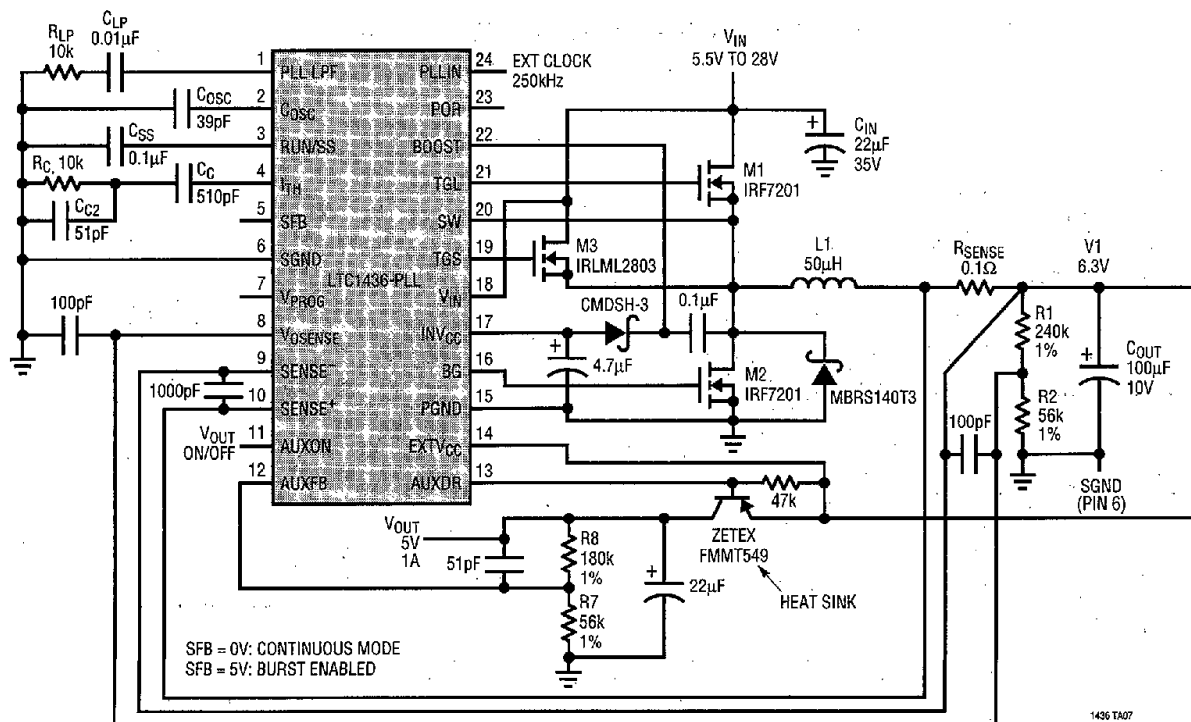 RLP
10k
CLP
0.01µF
COSC
39pF
CSS
0.1µF
RC, 10k
CC
510pF
CC2
51pF
100pF
1000pF
VOUT
ON/OFF
1
2
3
4
5
6
7
8
9
10
11
12
PLL LPF
COSC
RUN/SS
ITH
SFB
SGND
VPROG
VOSENSE
SENSE−
SENSE+
AUXON
AUXFB
LTC1436-PLL
PLLIN
POR
BOOST
TGL
SW
TGS
VIN
INVCC
BG
PGND
EXTVCC
AUXDR
24
23
22
21
20
19
18
17
16
15
14
13
EXT CLOCK
250kHz
VIN
5.5V TO 28V
+
CIN
22µF
35V
M1
IRF7201
M3
IRLML2803
L1
50µH
RSENSE
0.1Ω
V1
6.3V
CMDSH-3
0.1µF
+
4.7µF
M2
IRF7201
MBRS140T3
R1
240k
1%
R2
56k
1%
+
COUT
100µF
10V
100pF
SGND
(PIN 6)
47k
ZETEX
FMMT549
HEAT SINK
VOUT
5V
1A
51pF
R8
180k
1%
R7
56k
1%
+
22µF
SFB = 0V: CONTINUOUS MODE
SFB = 5V: BURST ENABLED
1436 TA07